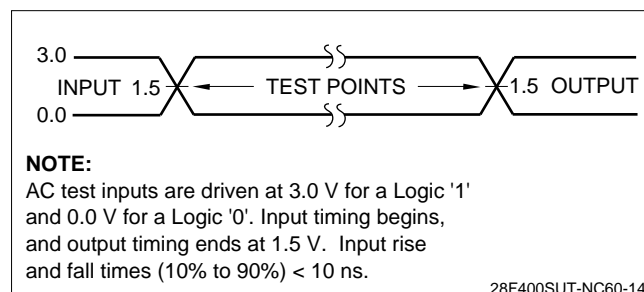 3.0
INPUT 1.5 TEST POINTS 1.5 OUTPUT
0.0
NOTE:
AC test inputs are driven at 3.0 V for a Logic '1'
and 0.0 V for a Logic '0'. Input timing begins,
and output timing ends at 1.5 V. Input rise
and fall times (10% to 90%) < 10 ns.
28F400SUT-NC60-14